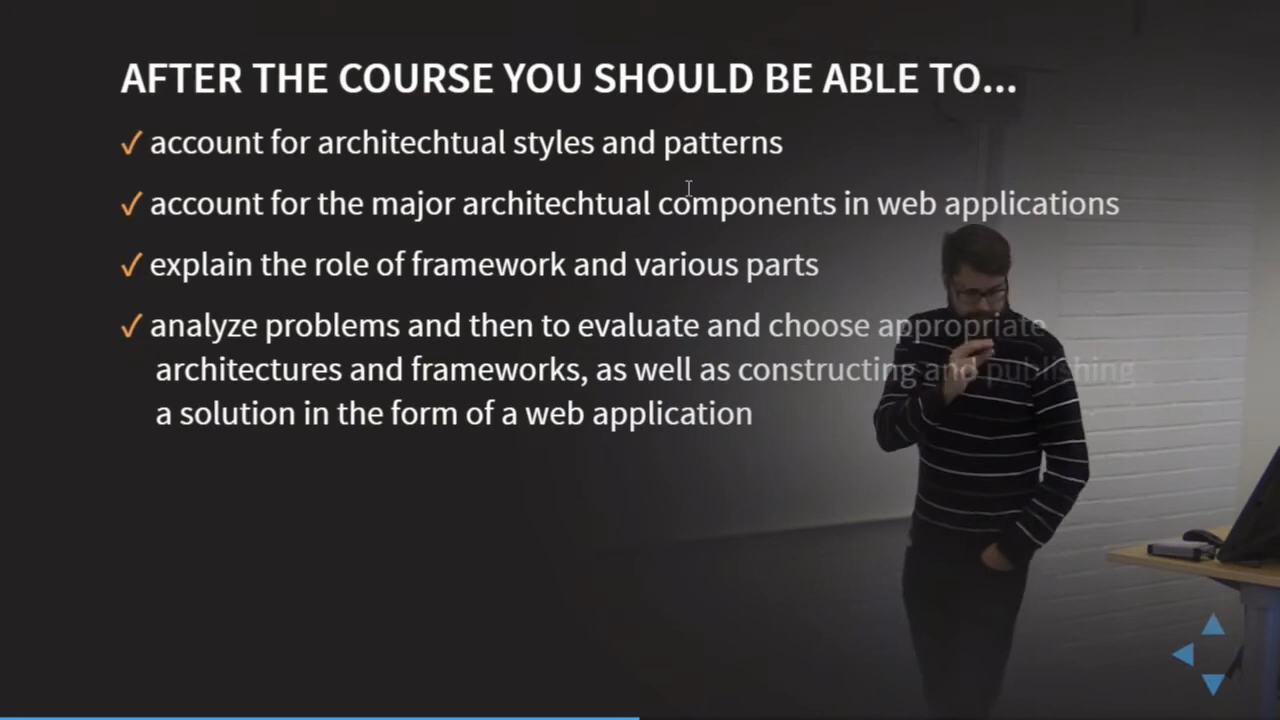 AFTER THE COURSE YOU SHOULD BE ABLE TO...
✓ account for architechtual styles and patterns
✓ account for the major architechtual components in web applications
✓ explain the role of framework and various parts
✓ analyze problems and then to evaluate and choose appropriate
architectures and frameworks, as well as constructing and publishing
a solution in the form of a web application